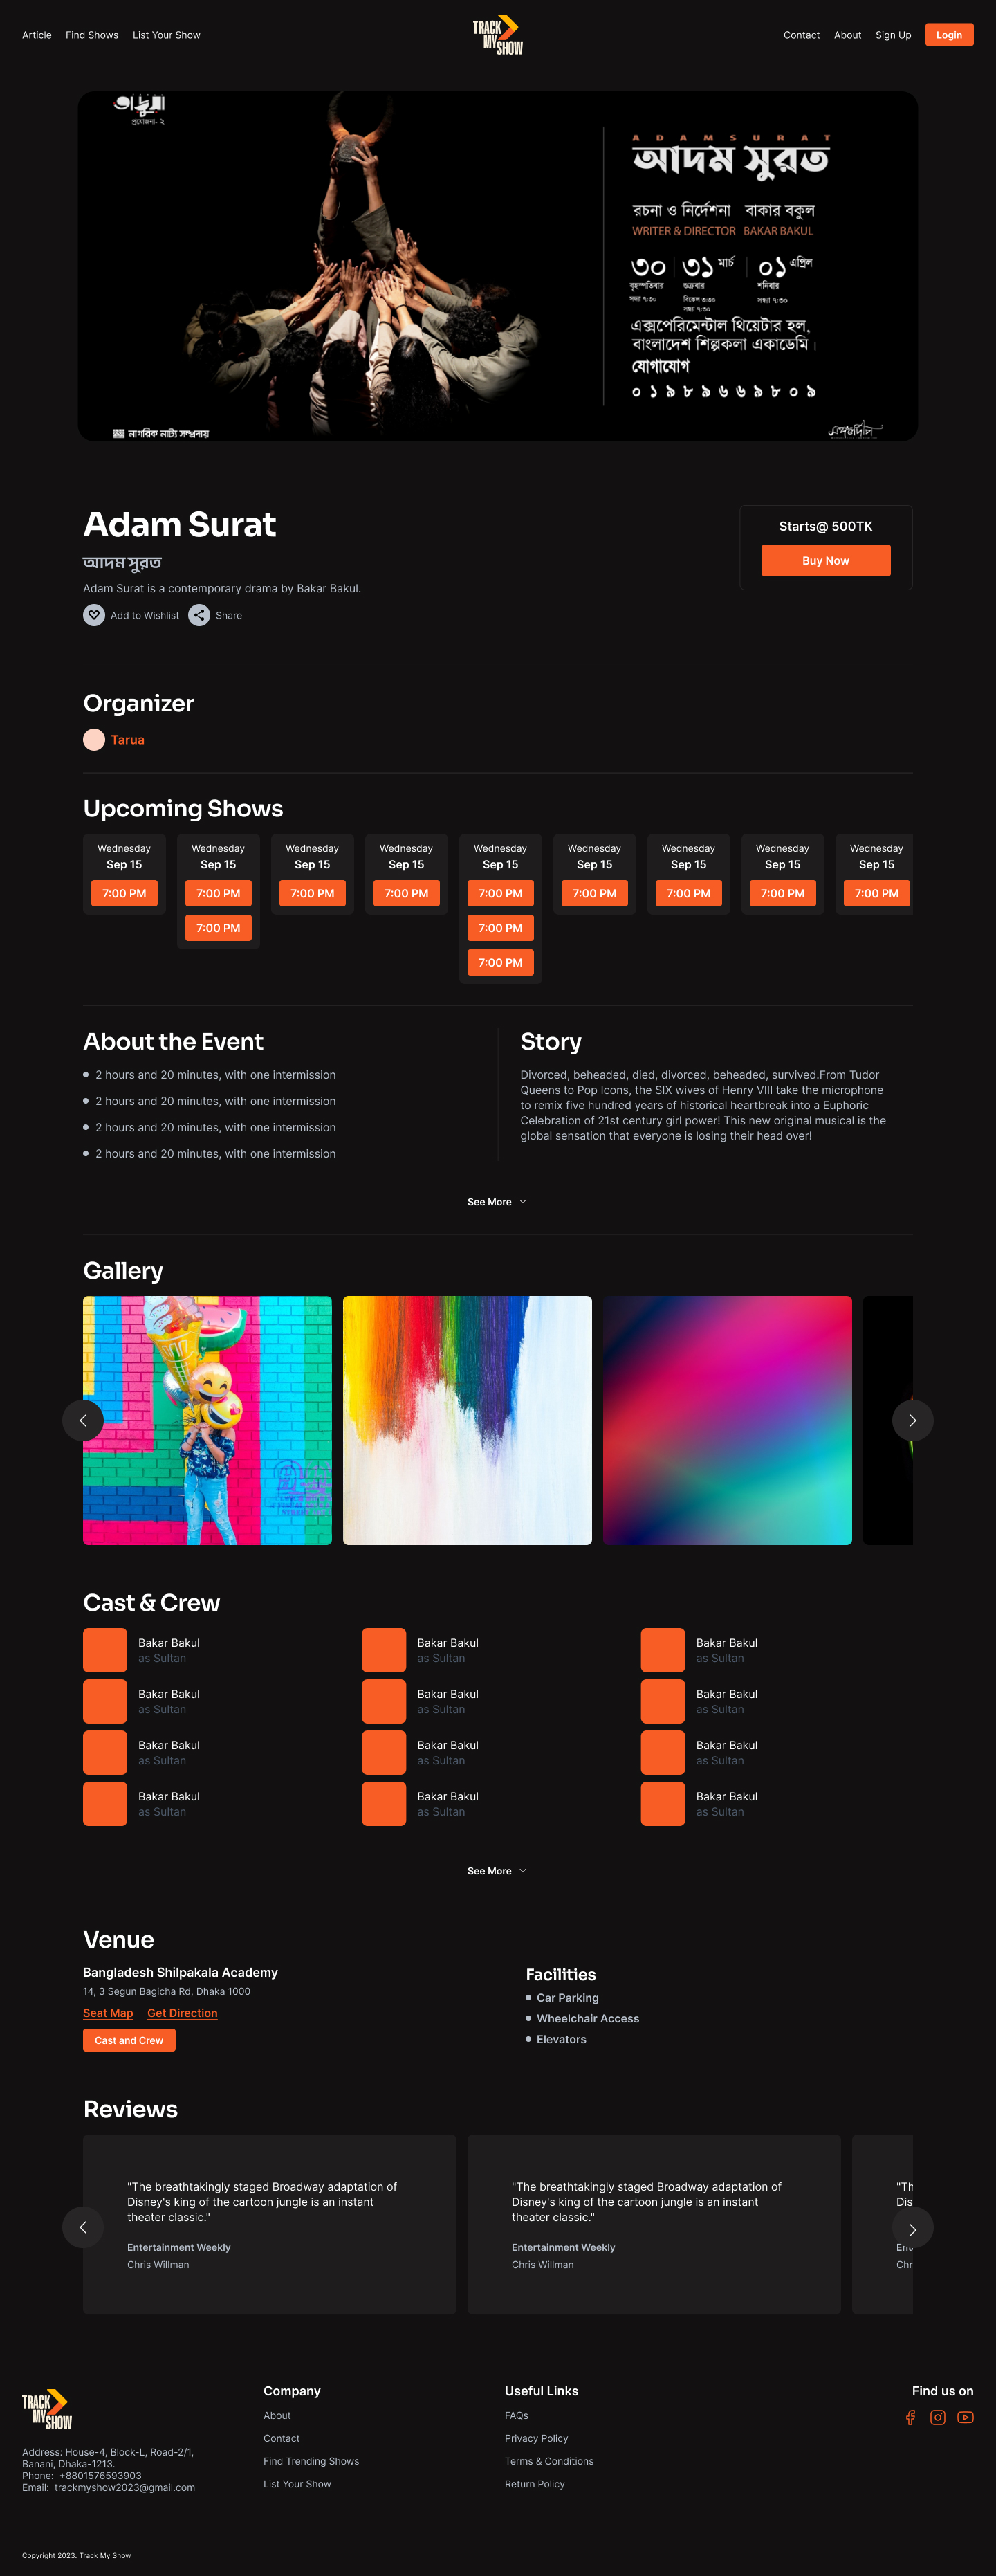 Article Find Shows List Your Show
TRACK
MY
SHOW
Contact About Sign Up Login
প্রযোজনা. ২
ADAMSURAT
আদম সুরত
রচনা ও নির্দেশনা বাকার বকুল
WRITER & DIRECTOR BAKAR BAKUL
৩০ ৩১ মার্চ ০১ এপ্রিল
বৃহস্পতিবার শুক্রবার শনিবার
সন্ধ্যা ৭:৩০ বিকেল ৪:৩০ সন্ধ্যা ৭:৩০
সন্ধ্যা ৭:৩০
এক্সপেরিমেন্টাল থিয়েটার হল,
বাংলাদেশ শিল্পকলা একাডেমি।
যোগাযোগ
০১৯৮৯৬৬৯৮০৯
নাগরিক নাট্য সম্প্রদায়
Adam Surat
আদম সুরত
Adam Surat is a contemporary drama by Bakar Bakul.
Add to Wishlist Share
Starts@ 500TK
Buy Now
Organizer
Tarua
Upcoming Shows
Wednesday Wednesday Wednesday Wednesday Wednesday Wednesday Wednesday Wednesday Wednesday
Sep 15 Sep 15 Sep 15 Sep 15 Sep 15 Sep 15 Sep 15 Sep 15 Sep 15
7:00 PM 7:00 PM 7:00 PM 7:00 PM 7:00 PM 7:00 PM 7:00 PM 7:00 PM 7:00 PM
7:00 PM 7:00 PM
7:00 PM
About the Event
2 hours and 20 minutes, with one intermission
2 hours and 20 minutes, with one intermission
2 hours and 20 minutes, with one intermission
2 hours and 20 minutes, with one intermission
Story
Divorced, beheaded, died, divorced, beheaded, survived.From Tudor
Queens to Pop Icons, the SIX wives of Henry VIII take the microphone
to remix five hundred years of historical heartbreak into a Euphoric
Celebration of 21st century girl power! This new original musical is the
global sensation that everyone is losing their head over!
See More
Gallery
Cast & Crew
Bakar Bakul Bakar Bakul Bakar Bakul
as Sultan as Sultan as Sultan
Bakar Bakul Bakar Bakul Bakar Bakul
as Sultan as Sultan as Sultan
Bakar Bakul Bakar Bakul Bakar Bakul
as Sultan as Sultan as Sultan
Bakar Bakul Bakar Bakul Bakar Bakul
as Sultan as Sultan as Sultan
See More
Venue
Bangladesh Shilpakala Academy
14, 3 Segun Bagicha Rd, Dhaka 1000
Seat Map Get Direction
Cast and Crew
Facilities
Car Parking
Wheelchair Access
Elevators
Reviews
"The breathtakingly staged Broadway adaptation of
Disney's king of the cartoon jungle is an instant
theater classic."
Entertainment Weekly
Chris Willman
"The breathtakingly staged Broadway adaptation of
Disney's king of the cartoon jungle is an instant
theater classic."
Entertainment Weekly
Chris Willman
"Th
Dis
Ent
Chr
TRACK
MY
SHOW
Address: House-4, Block-L, Road-2/1,
Banani, Dhaka-1213.
Phone: +8801576593903
Email: trackmyshow2023@gmail.com
Company
About
Contact
Find Trending Shows
List Your Show
Useful Links
FAQs
Privacy Policy
Terms & Conditions
Return Policy
Find us on
Copyright 2023. Track My Show